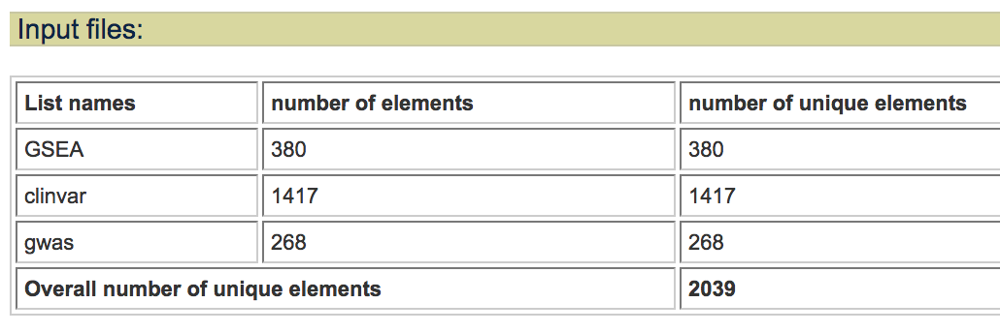 Input files:
List names number of elements number of unique elements
GSEA 380 380
clinvar 1417 1417
gwas 268 268
Overall number of unique elements 2039